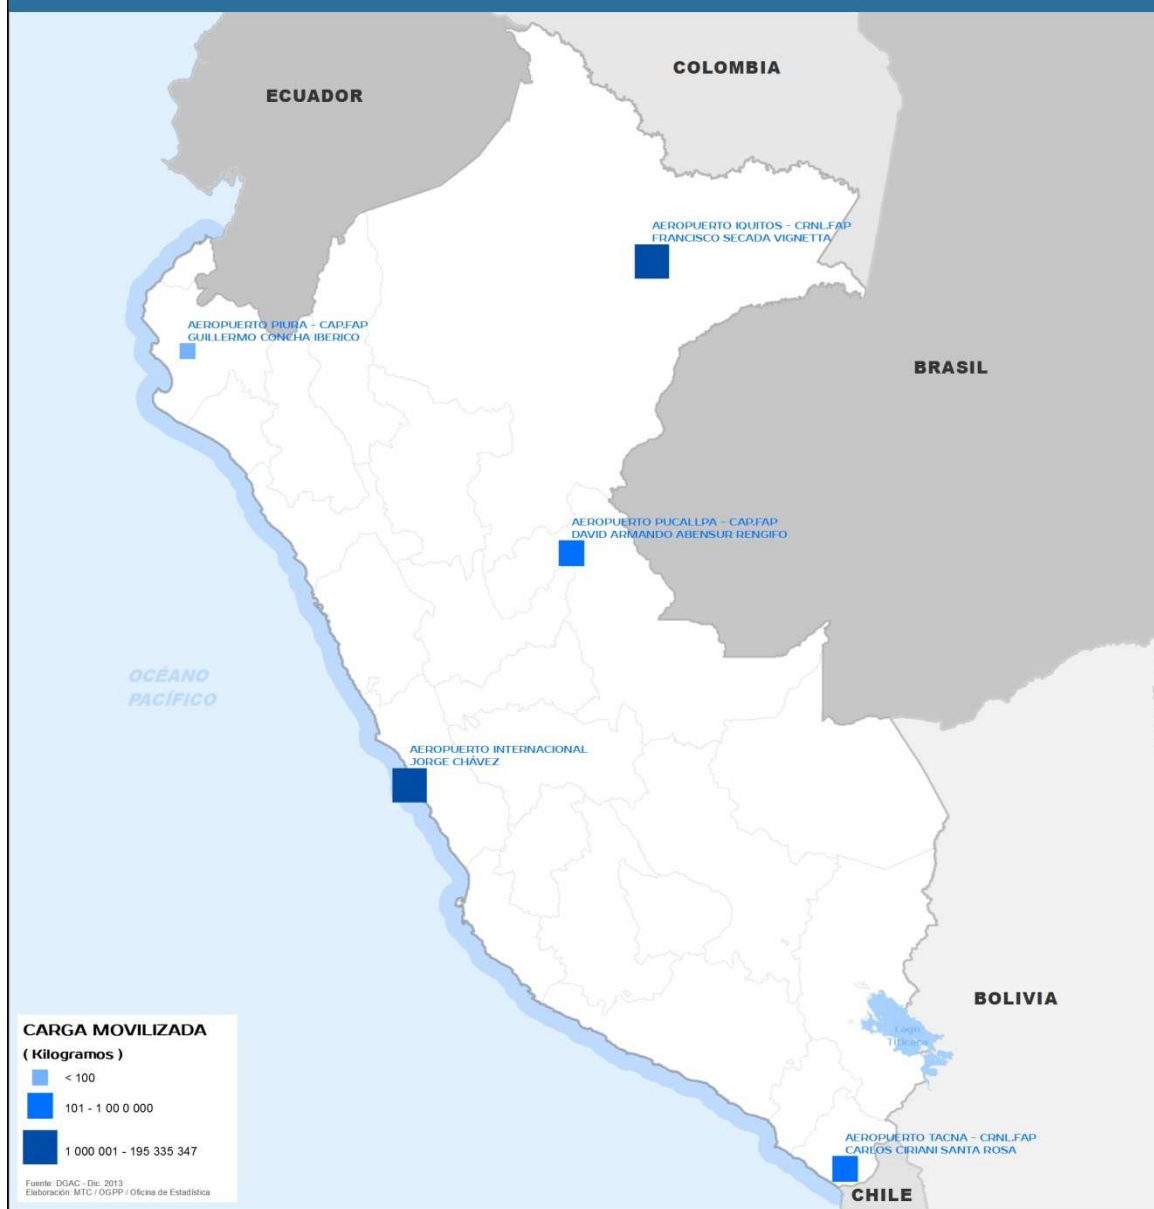 COLOMBIA
ECUADOR
AEROPUERTO IQUITOS - CRNL.FAP
FRANCISCO SECADA VIGNETTA
AEROPUERTO PIURA - CAP.FAP
GUILLERMO CONCHA IBERICO
BRASIL
AEROPUERTO PUCALLPA - CAP.FAP
DAVID ARMANDO ABENSUR RENGIFO
OCÉANO
PACÍFICO
AEROPUERTO INTERNACIONAL
JORGE CHÁVEZ
BOLIVIA
Lago
Titicaca
CARGA MOVILIZADA
( Kilogramos )
< 100
101 - 1 00 0 000
1 000 001 - 195 335 347
Fuente: DGAC - Dic. 2013
Elaboración: MTC / OGPP / Oficina de Estadística
AEROPUERTO TACNA - CRNL.FAP
CARLOS CIRIANI SANTA ROSA
CHILE